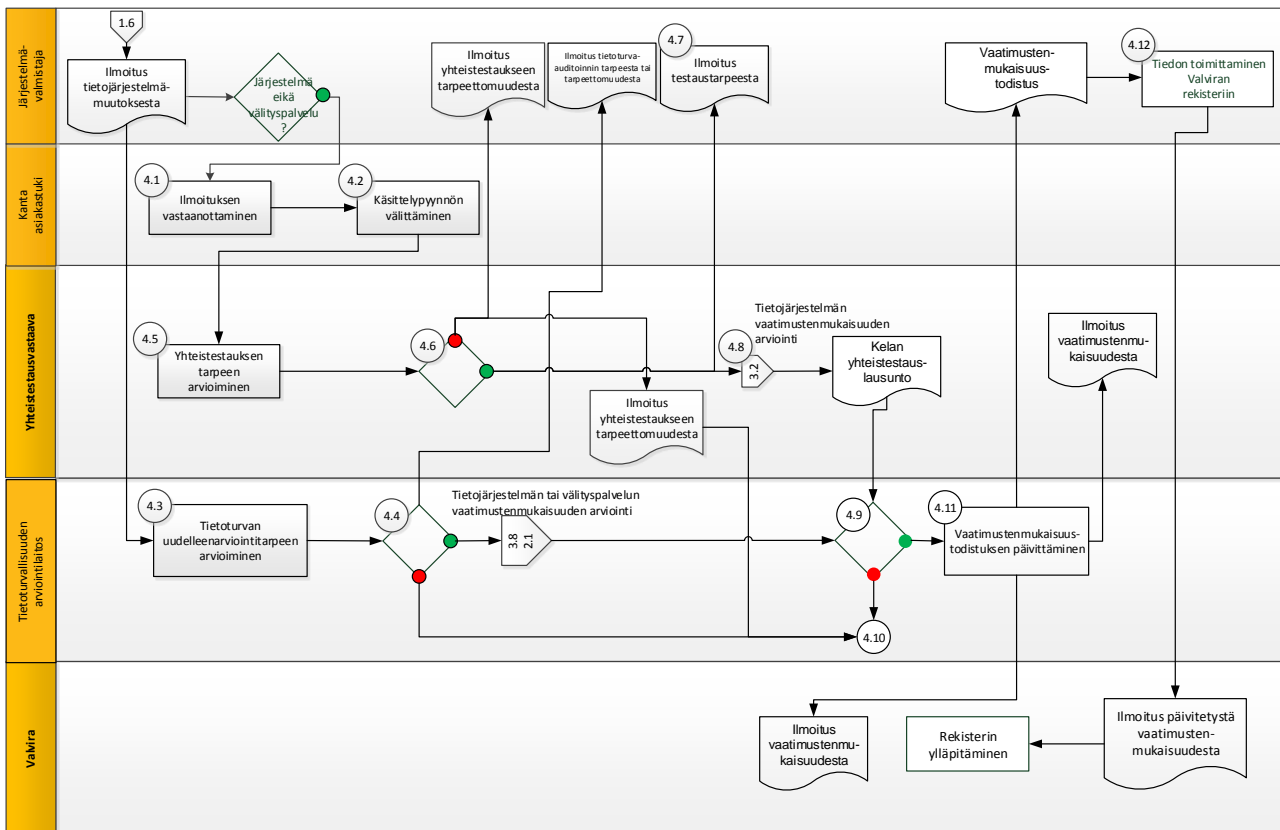 Järjestelmä-
valmistaja
1.6
Ilmoitus
tietojärjestelmä-
muutoksesta
Järjestelmä
eikä
välityspalvelu
?
Ilmoitus
yhteistestaukseen
tarpeettomuudesta
Ilmoitus tietoturva-
auditoinnin tarpeesta tai
tarpeettomuudesta
4.7
Ilmoitus
testaustarpeesta
Vaatimusten-
mukaisuus-
todistus
4.12
Tiedon toimittaminen
Valviran
rekisteriin
Kanta
asiakastuki
4.1
Ilmoituksen
vastaanottaminen
4.2
Käsittelypyynnön
välittäminen
Yhteistestausvastaava
4.5
Yhteistestauksen
tarpeen
arvioiminen
4.6
Ilmoitus
yhteistestaukseen
tarpeettomuudesta
Tietojärjestelmän
vaatimustenmukaisuuden
arviointi
4.8
3.2
Kelan
yhteistestaus-
lausunto
Ilmoitus
vaatimustenmu-
kaisuudesta
Tietoturvallisuuden
arviointilaitos
4.3
Tietoturvan
uudelleenarviointitarpeen
arvioiminen
4.4
Tietojärjestelmän tai välityspalvelun
vaatimustenmukaisuuden arviointi
3.8
2.1
4.9
4.10
4.11
Vaatimustenmukaisuus-
todistuksen päivittäminen
Valvira
Ilmoitus
vaatimustenmu-
kaisuudesta
Rekisterin
ylläpitäminen
Ilmoitus päivitetystä
vaatimusten-
mukaisuudesta